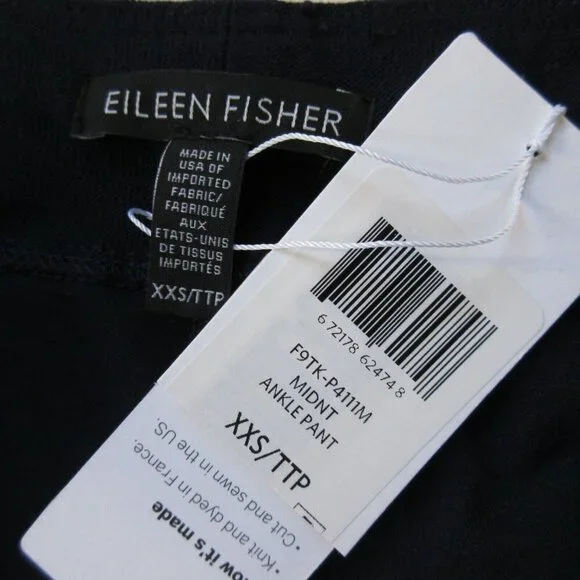 EILEEN FISHER
MADE IN
USA OF
IMPORTED
FABRIC/
FABRIQUÉ
AUX
ETATS-UNIS
DE TISSUS
IMPORTÉS
XXS/TTP
6 72178 62474 8
F9TK-P4111M
MIDNT
ANKLE PANT
XXS/TTP
how it's made
• Knit and dyed in France.
• Cut and sewn in the US.